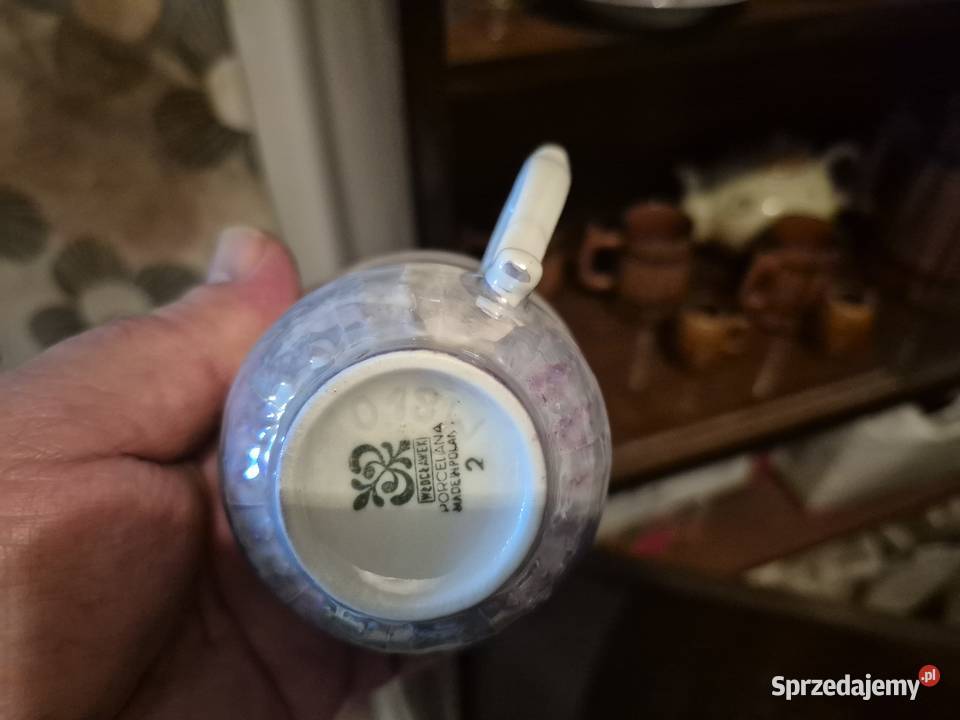 WŁOCŁAWEK
PORCELANA
MADE IN POLAND
2
Sprzedajemy.pl